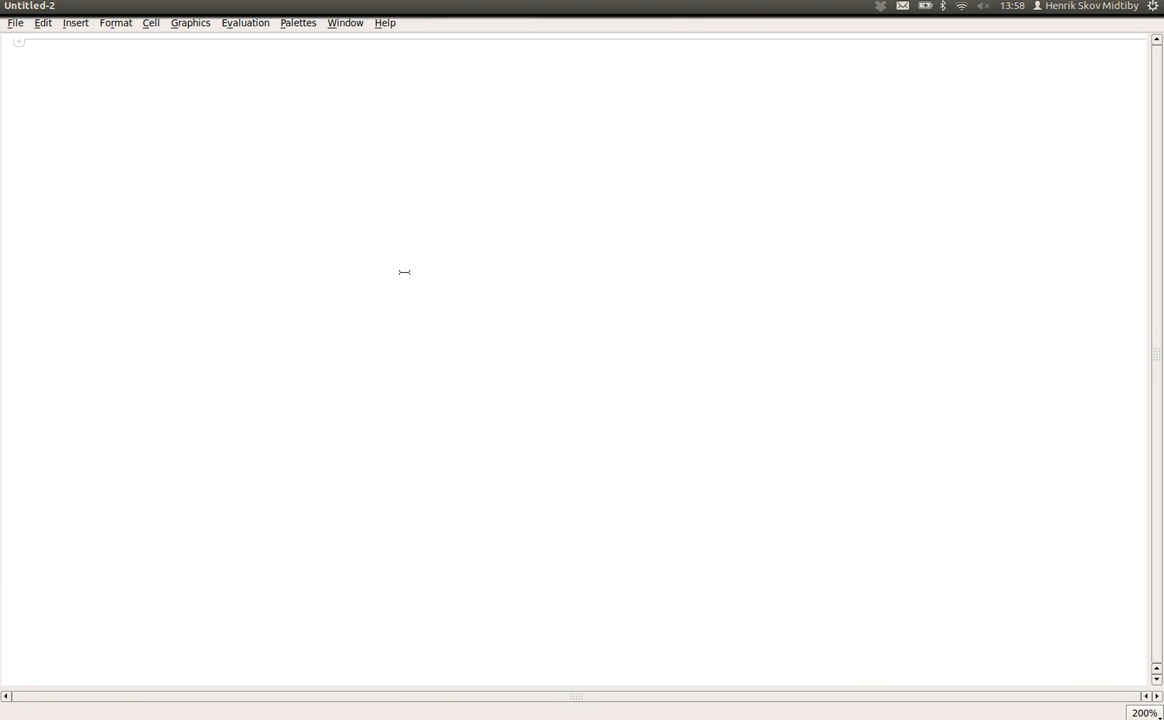 Untitled-2
13:58 Henrik Skov Midtiby
File Edit Insert Format Cell Graphics Evaluation Palettes Window Help
200%